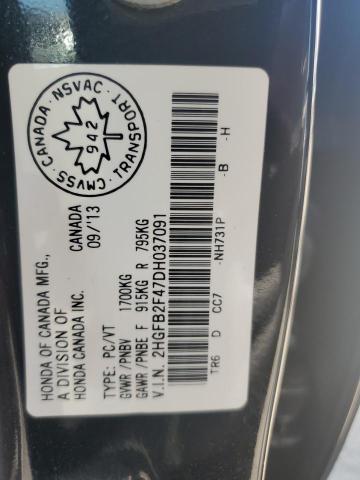 HONDA OF CANADA MFG.,
A DIVISION OF
HONDA CANADA INC.
CANADA
09/'13
CMVSS CANADA · NSVAC TRANSPORT
942
TYPE: PC/VT
GVWR /PNBV 1700KG
GAWR /PNBE F 915KG R 795KG
V.I.N. 2HGFB2F47DH037091
-NH731P -B -H
TR6 D CC7